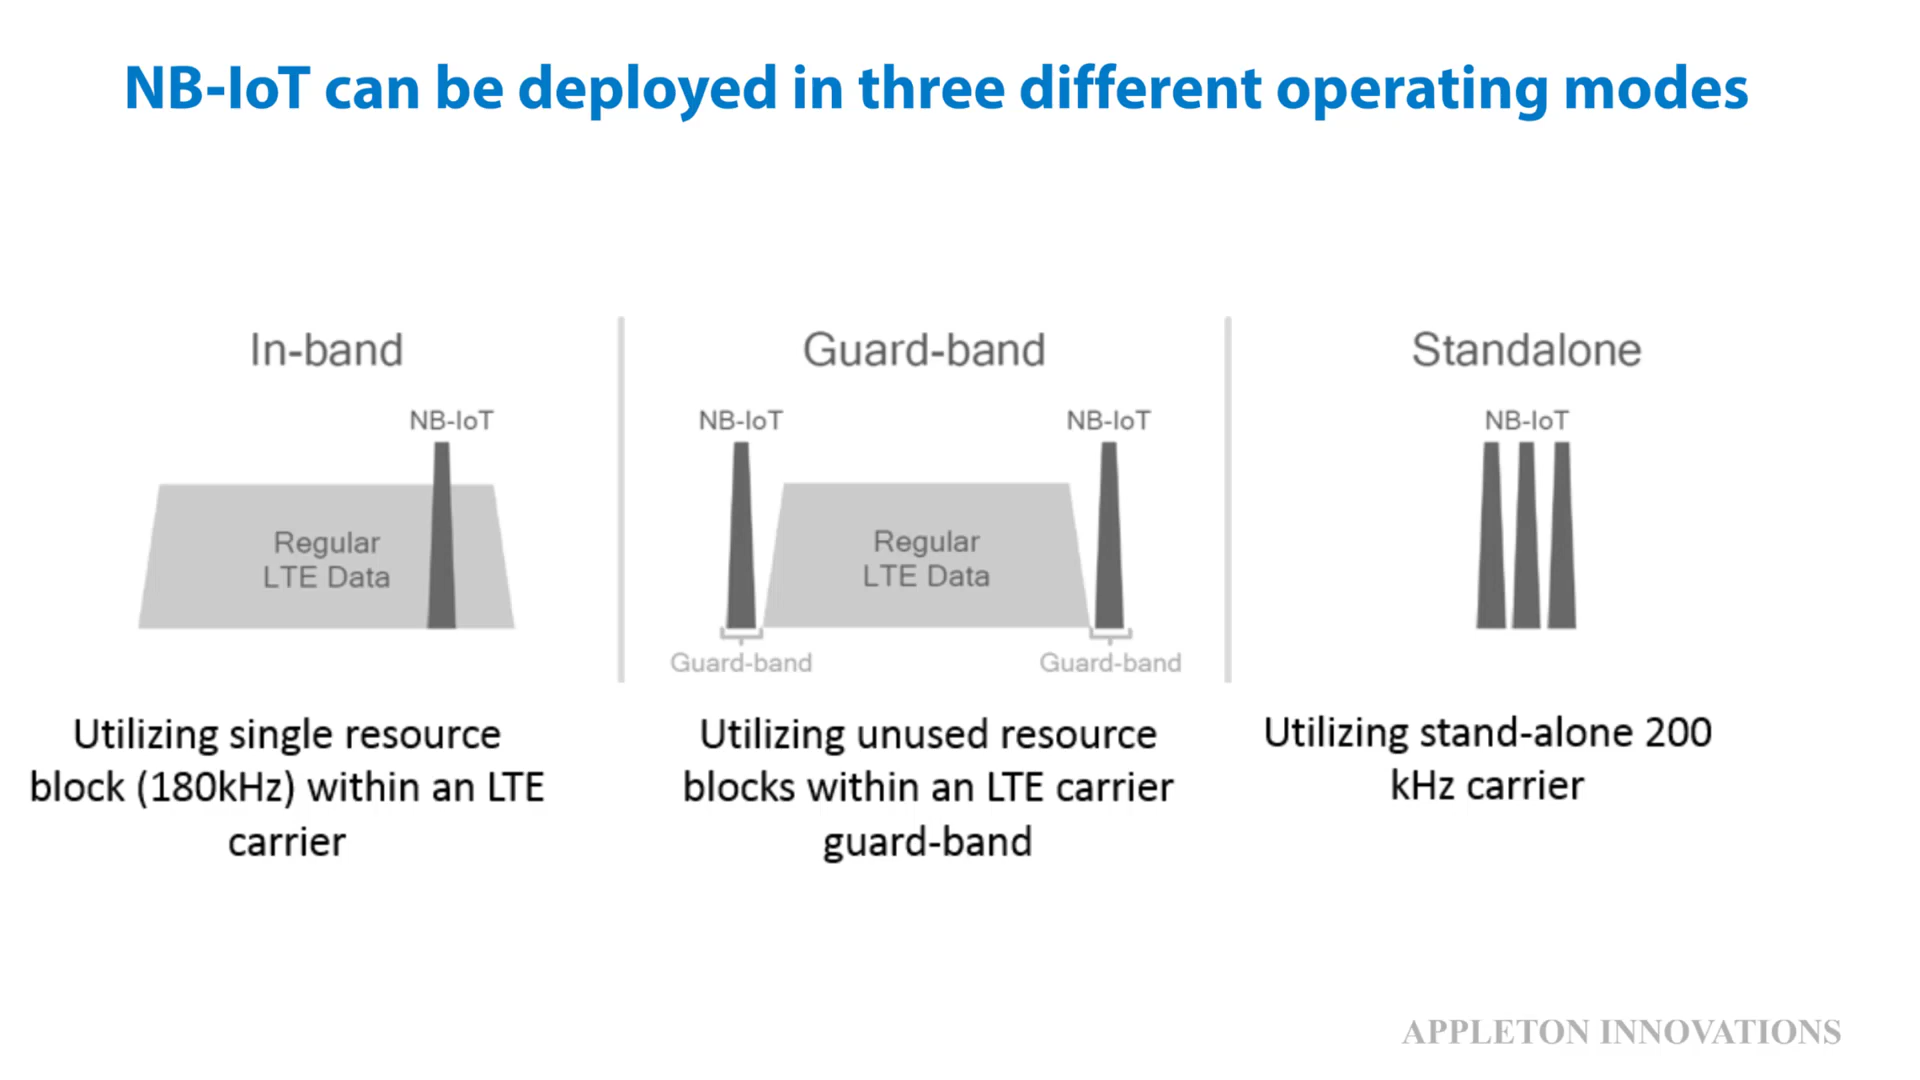 NB-IoT can be deployed in three different operating modes
In-band
NB-IoT
Regular
LTE Data
Utilizing single resource
block (180kHz) within an LTE
carrier
Guard-band
NB-IoT
NB-IoT
Regular
LTE Data
Guard-band
Guard-band
Utilizing unused resource
blocks within an LTE carrier
guard-band
Standalone
NB-IoT
Utilizing stand-alone 200
kHz carrier
APPLETON INNOVATIONS